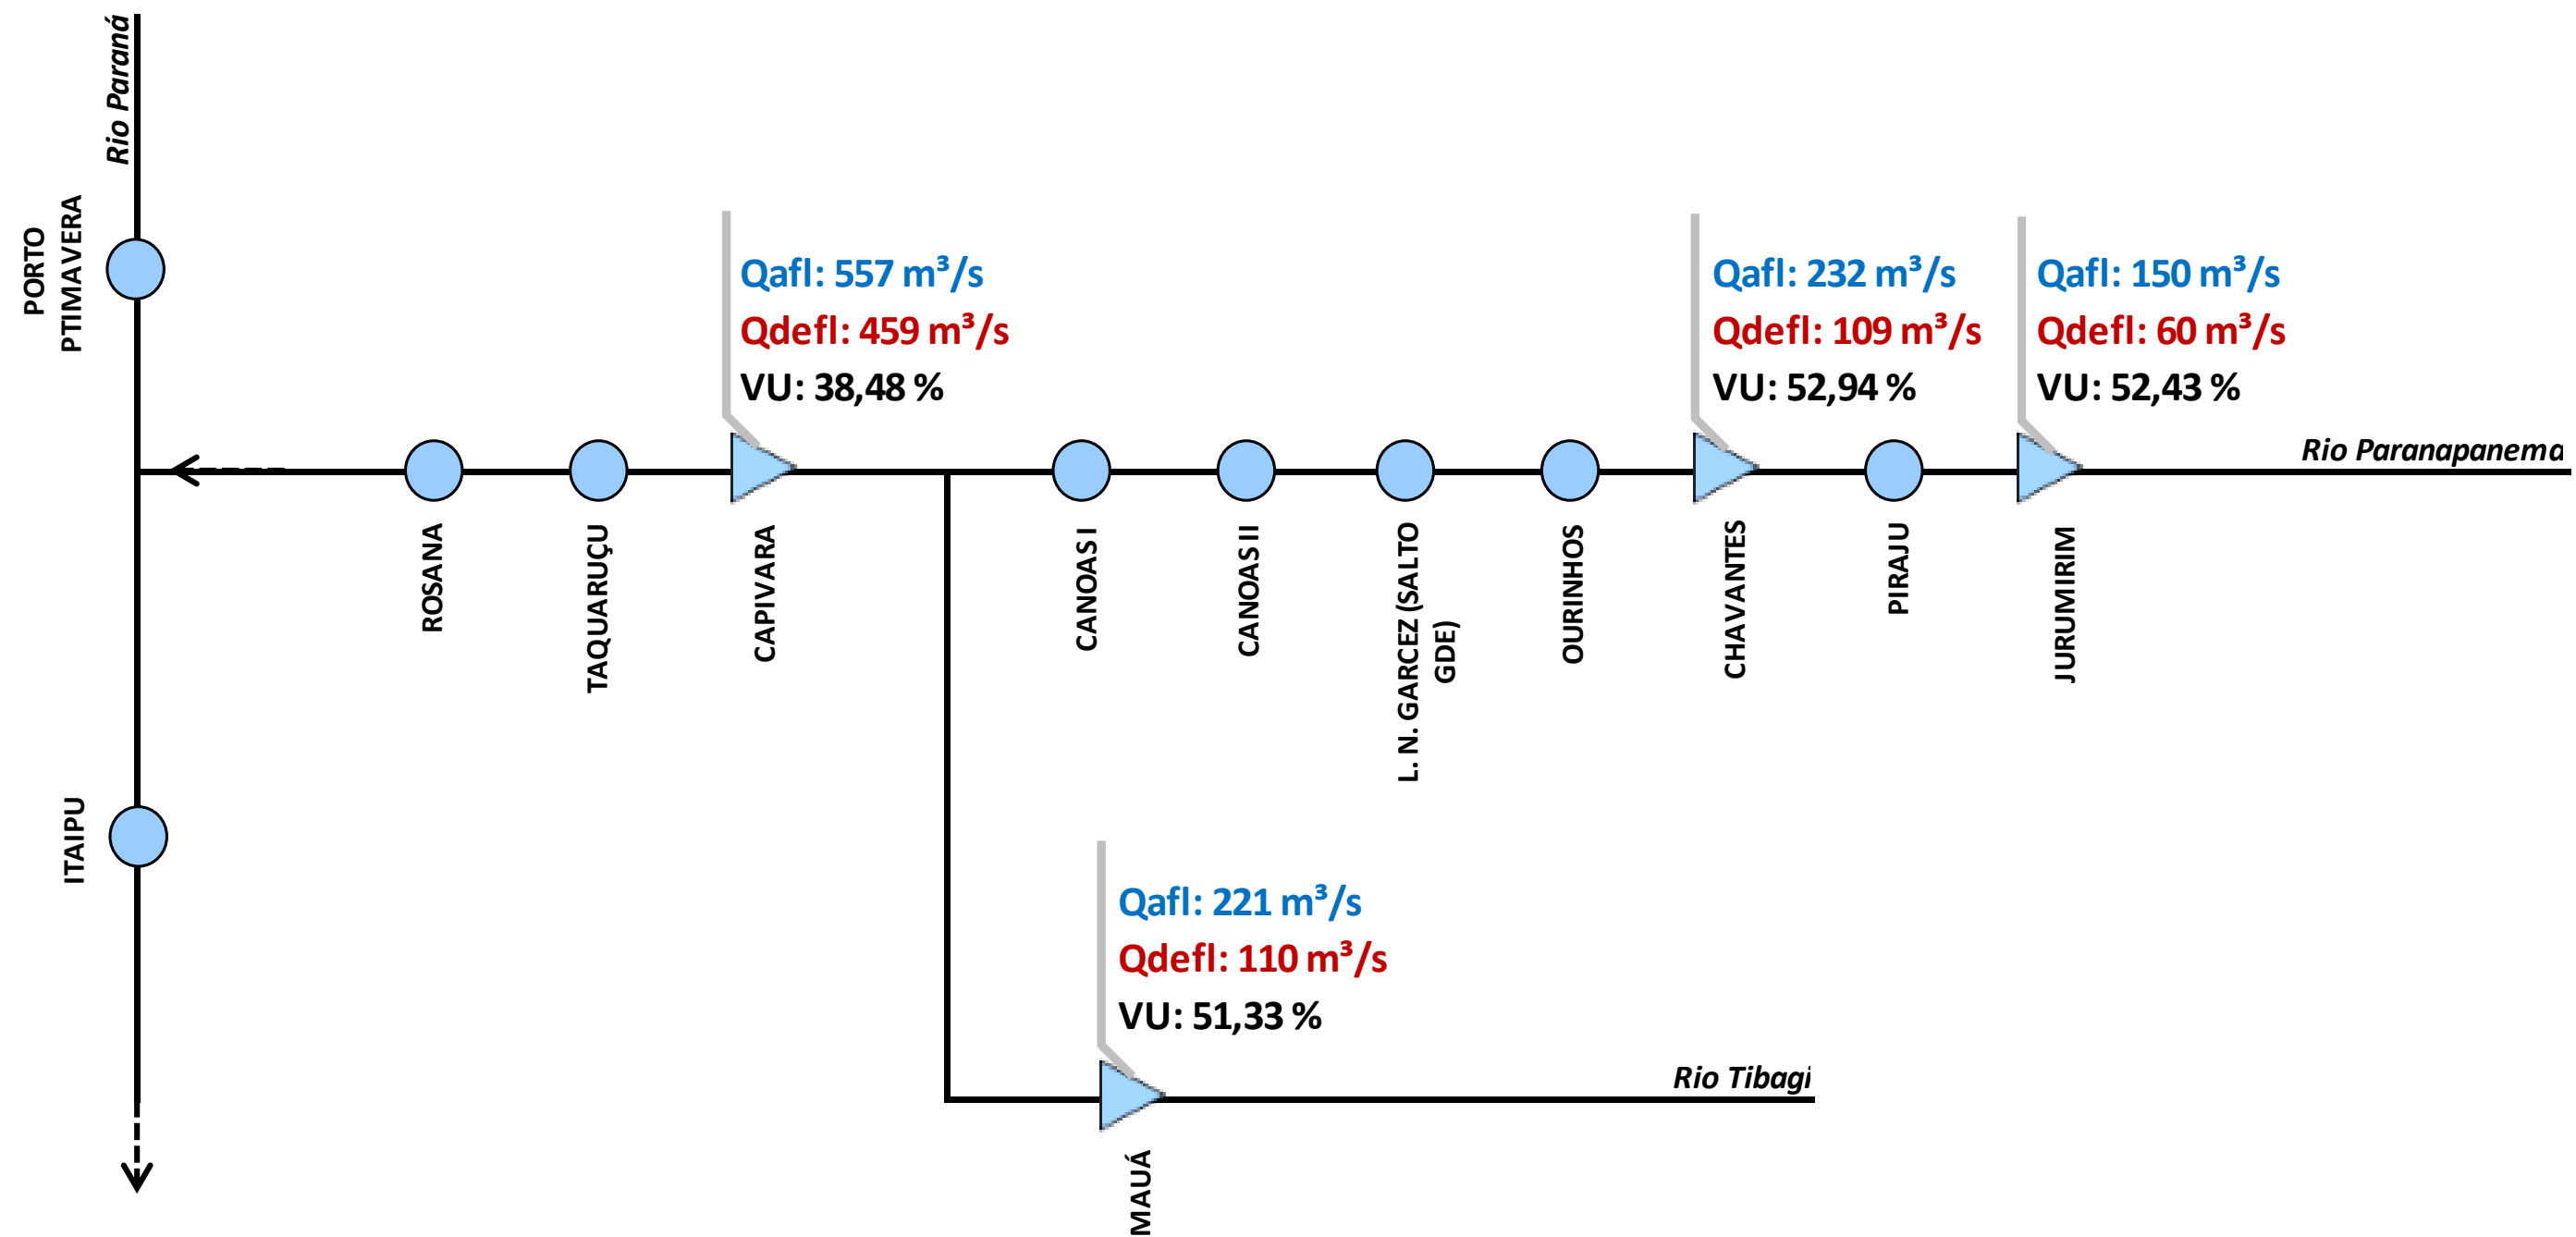 Rio Paraná
PORTO
PTIMAVERA
Qafl: 557 m³/s
Qdefl: 459 m³/s
VU: 38,48 %
Qafl: 232 m³/s
Qdefl: 109 m³/s
VU: 52,94 %
Qafl: 150 m³/s
Qdefl: 60 m³/s
VU: 52,43 %
Rio Paranapanema
ROSANA
TAQUARUÇU
CAPIVARA
CANOAS I
CANOAS II
L. N. GARCEZ (SALTO
GDE)
OURINHOS
CHAVANTES
PIRAJU
JURUMIRIM
ITAIPU
Qafl: 221 m³/s
Qdefl: 110 m³/s
VU: 51,33 %
Rio Tibagi
MAUÁ